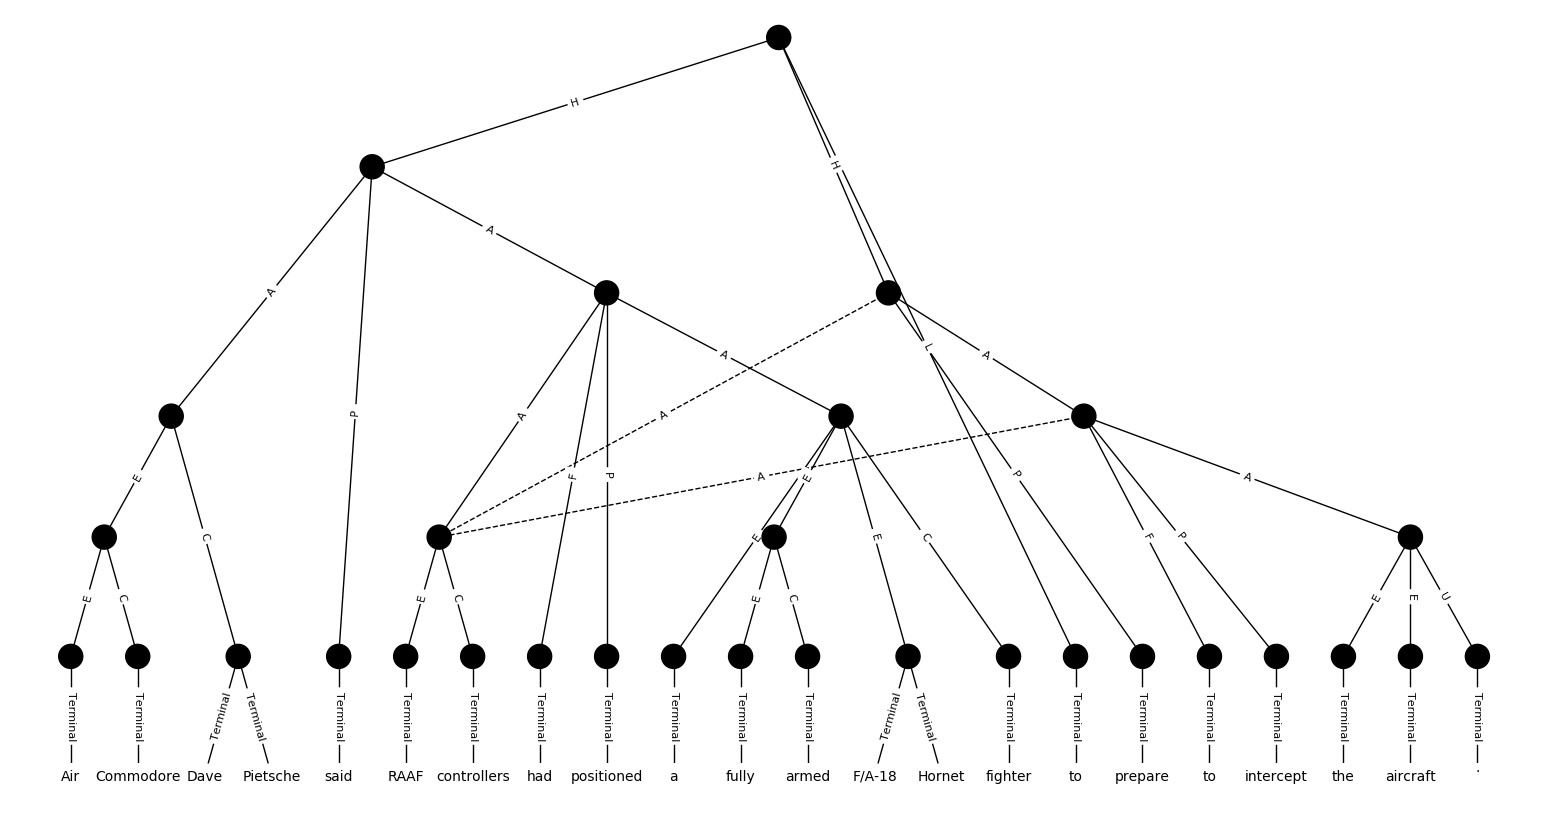 H
H
A
A
L
A
A
P
A
A
E
C
F
P
A
E
E
E
C
P
F
P
A
E
C
E
C
E
C
E
E
U
Terminal Terminal Terminal Terminal Terminal Terminal Terminal Terminal Terminal Terminal Terminal Terminal Terminal Terminal Terminal Terminal Terminal Terminal Terminal Terminal Terminal Terminal
Air Commodore Dave Pietsche said RAAF controllers had positioned a fully armed F/A-18 Hornet fighter to prepare to intercept the aircraft .